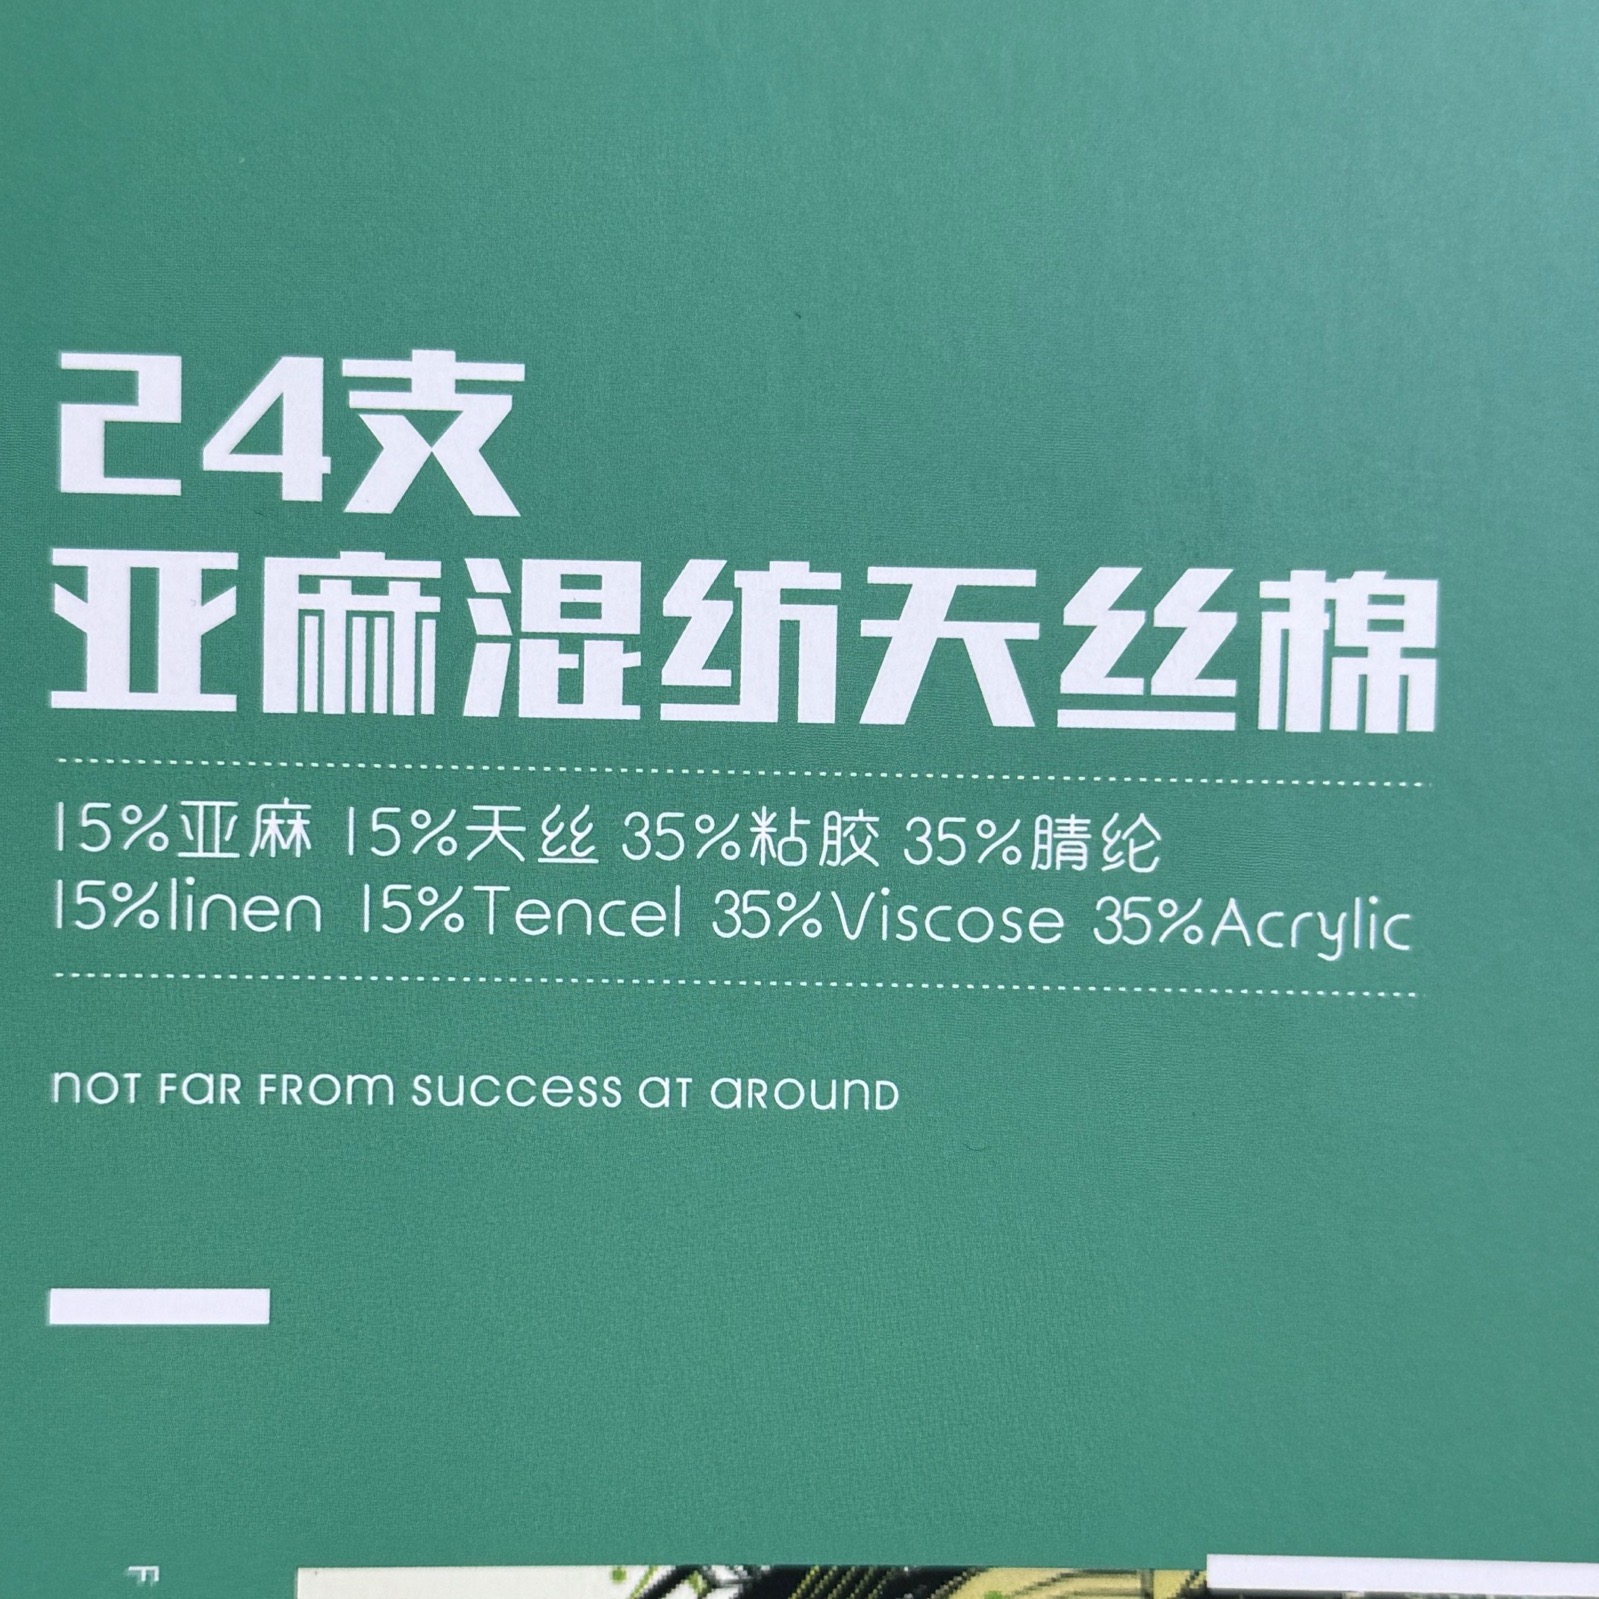 24支
亚麻混纺天丝棉
15%亚麻 15%天丝 35%粘胶 35%腈纶
15%linen 15%Tencel 35%Viscose 35%Acrylic
NOT FAR FROM SUCCESS AT AROUND